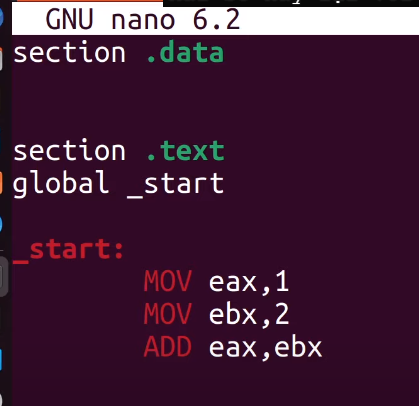 GNU nano 6.2
section .data
section .text
global _start
_start:
MOV eax,1
MOV ebx,2
ADD eax,ebx